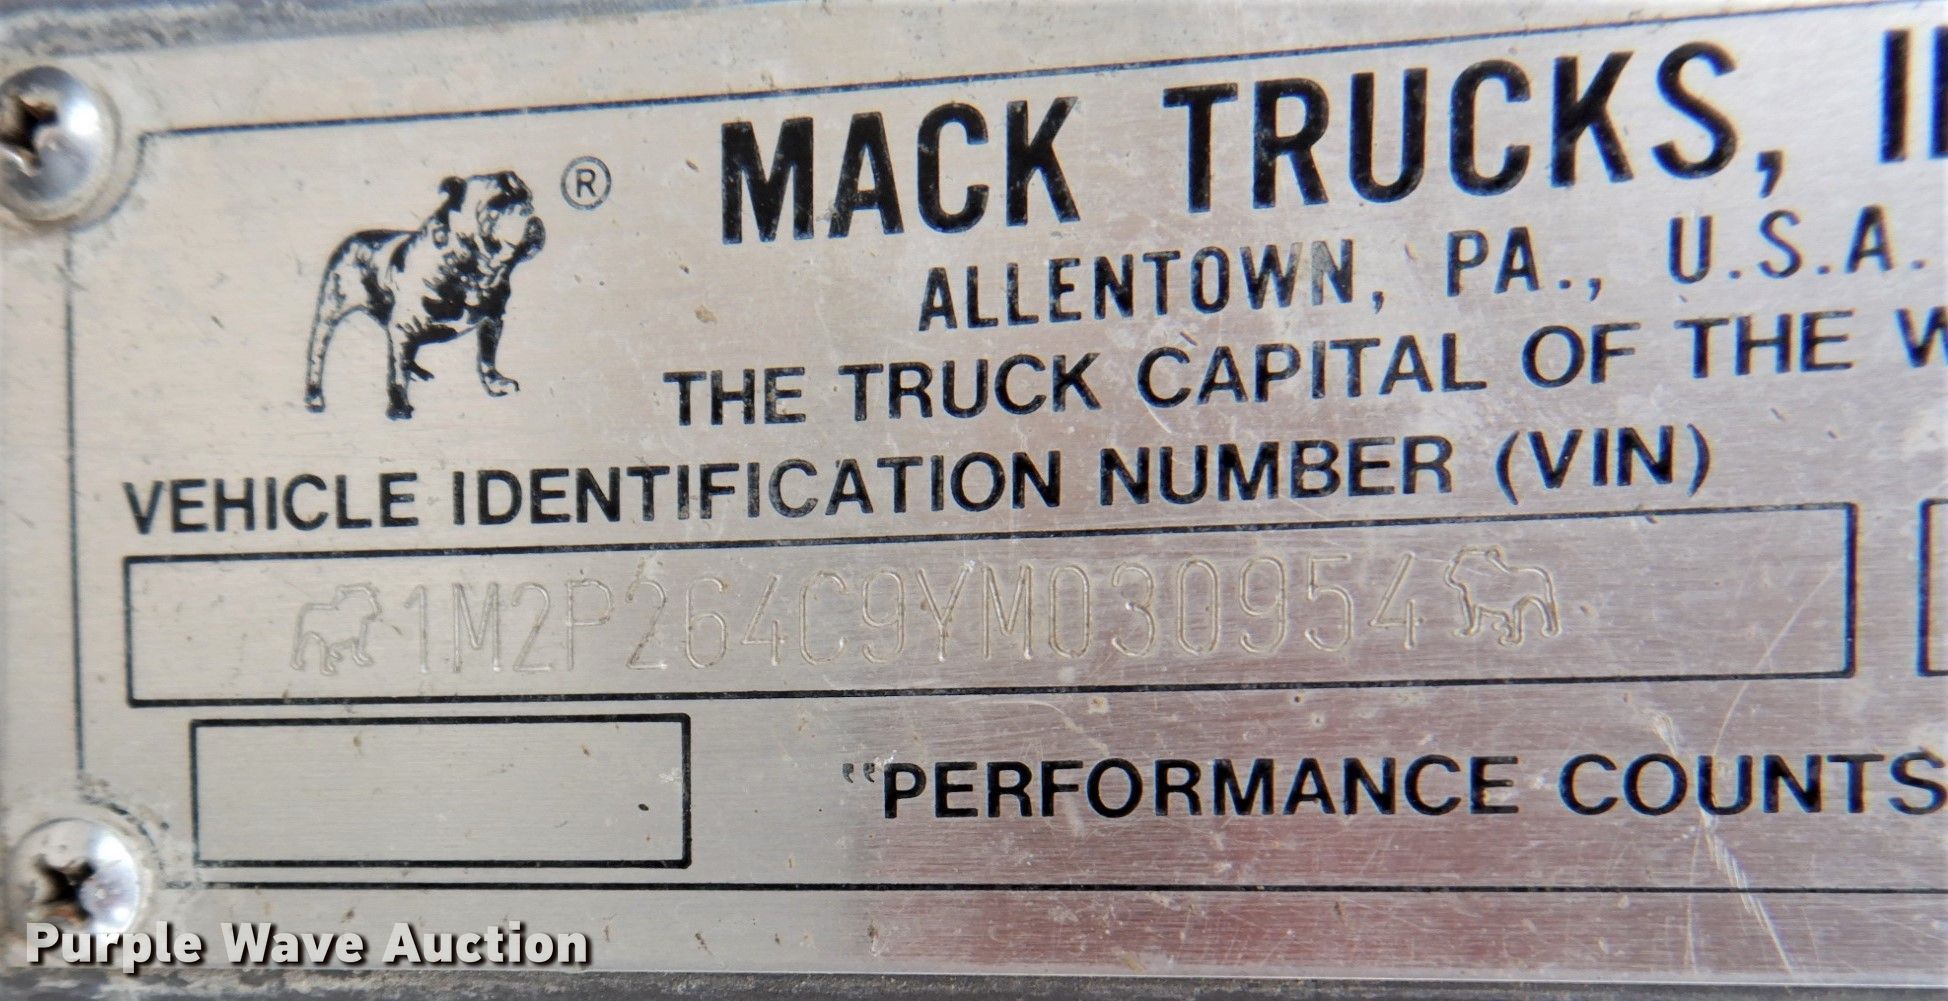 ®
MACK TRUCKS,
ALLENTOWN, PA., U.S.A.
THE TRUCK CAPITAL OF THE
VEHICLE IDENTIFICATION NUMBER (VIN)
1M2P264C9YM030954
"PERFORMANCE COUNTS
Purple Wave Auction